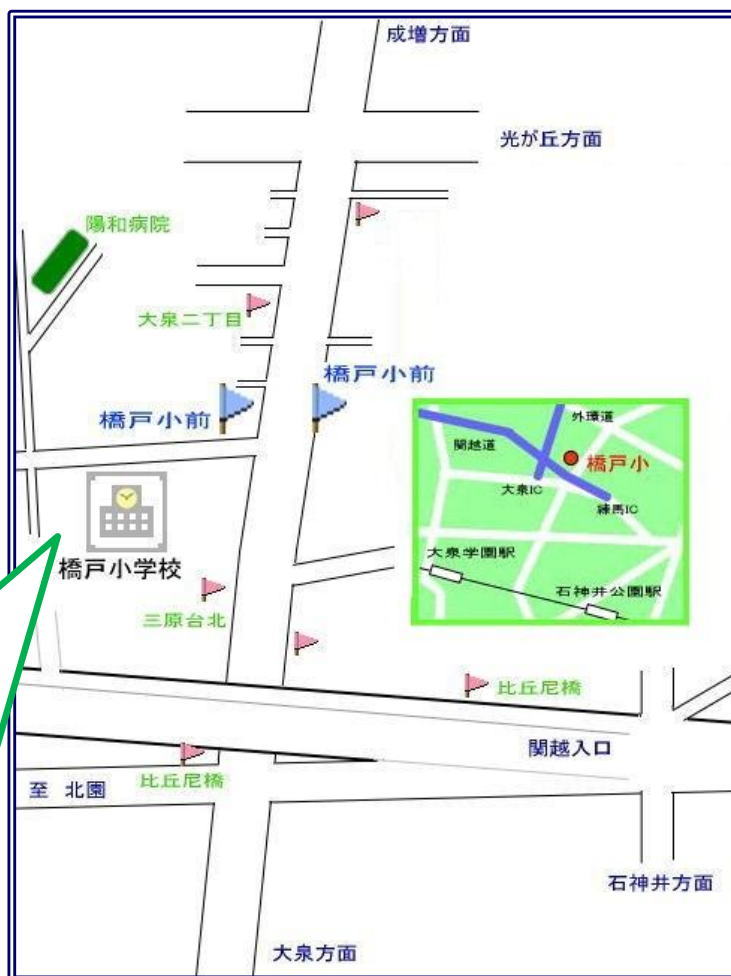 成増方面
光が丘方面
陽和病院
大泉二丁目
橋戸小前
橋戸小前
外環道
関越道
橋戸小
大泉IC
練馬IC
大泉学園駅
石神井公園駅
橋戸小学校
三原台北
比丘尼橋
関越入口
比丘尼橋
至 北園
石神井方面
大泉方面